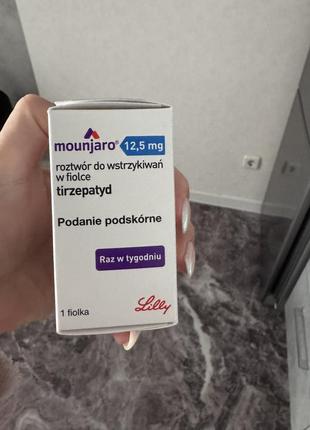 mounjaro® 12,5 mg
roztwór do wstrzykiwań
w fiolce
tirzepatyd
Podanie podskórne
Raz w tygodniu
1 fiolka
Lilly